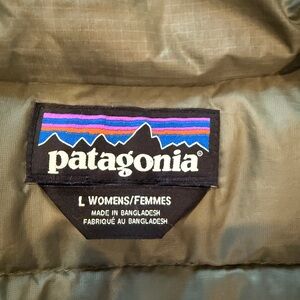 patagonia®
L WOMENS/FEMMES
MADE IN BANGLADESH
FABRIQUÉ AU BANGLADESH